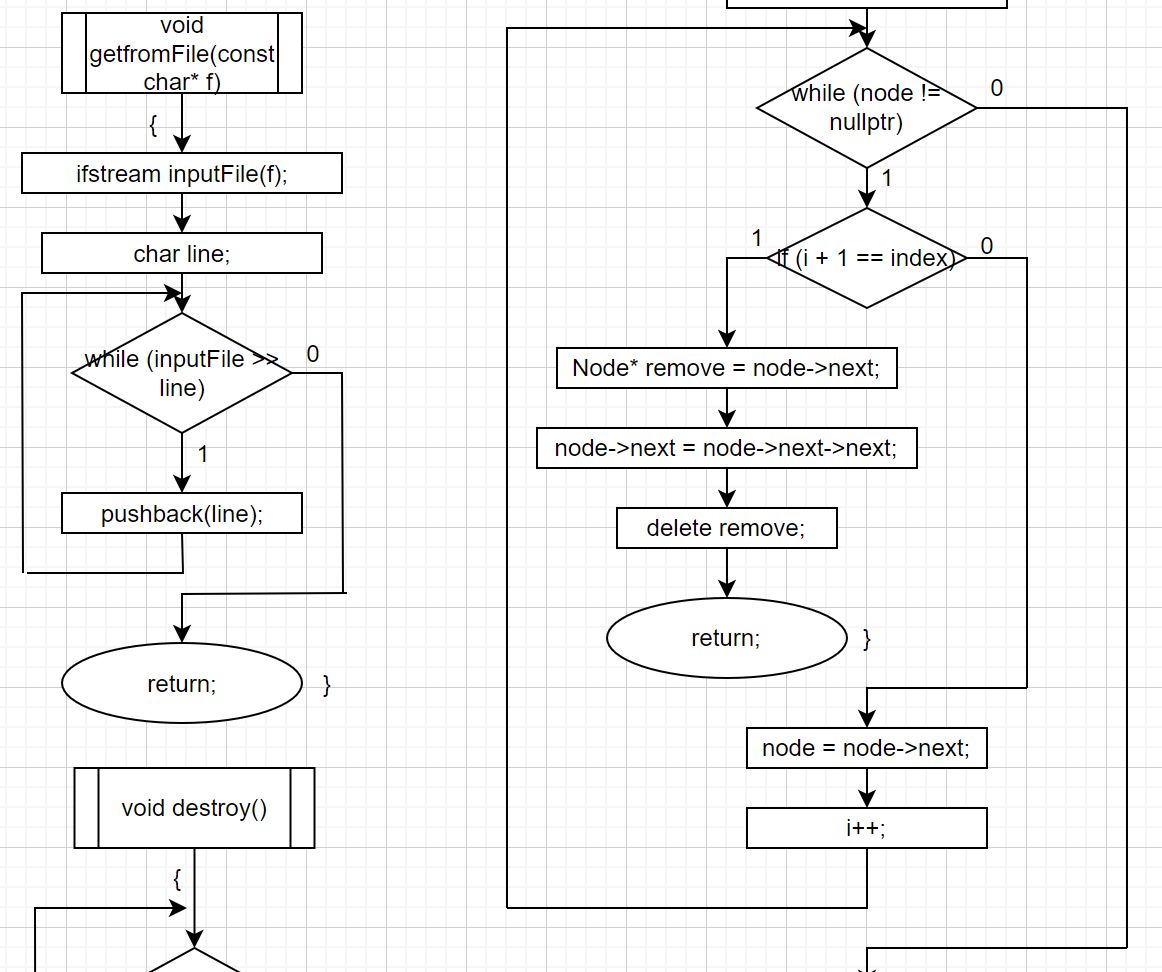 void
getfromFile(const
char* f)
{
ifstream inputFile(f);
char line;
while (inputFile >>
line)
0
1
pushback(line);
return;
}
void destroy()
{
while (node !=
nullptr)
0
1
1
if (i + 1 == index)
0
Node* remove = node->next;
node->next = node->next->next;
delete remove;
return;
}
node = node->next;
i++;